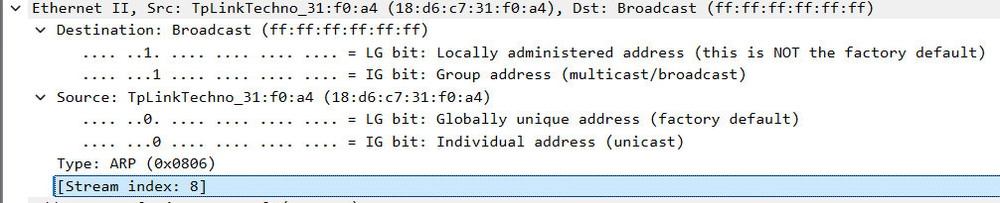 Ethernet II, Src: TpLinkTechno_31:f0:a4 (18:d6:c7:31:f0:a4), Dst: Broadcast (ff:ff:ff:ff:ff:ff)
Destination: Broadcast (ff:ff:ff:ff:ff:ff)
.... ..1. .... .... .... .... = LG bit: Locally administered address (this is NOT the factory default)
.... ...1 .... .... .... .... = IG bit: Group address (multicast/broadcast)
Source: TpLinkTechno_31:f0:a4 (18:d6:c7:31:f0:a4)
.... ..0. .... .... .... .... = LG bit: Globally unique address (factory default)
.... ...0 .... .... .... .... = IG bit: Individual address (unicast)
Type: ARP (0x0806)
[Stream index: 8]